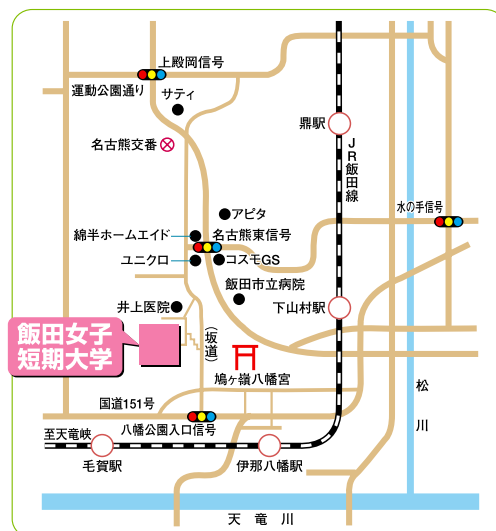 上殿岡信号
運動公園通り
サティ
鼎駅
名古熊交番
JR飯田線
水の手信号
アピタ
綿半ホームエイド
名古熊東信号
ユニクロ
コスモGS
飯田市立病院
井上医院
下山村駅
飯田女子
短期大学
(坂道)
鳩ヶ嶺八幡宮
松川
国道151号
八幡公園入口信号
至天竜峡
毛賀駅
伊那八幡駅
天竜川